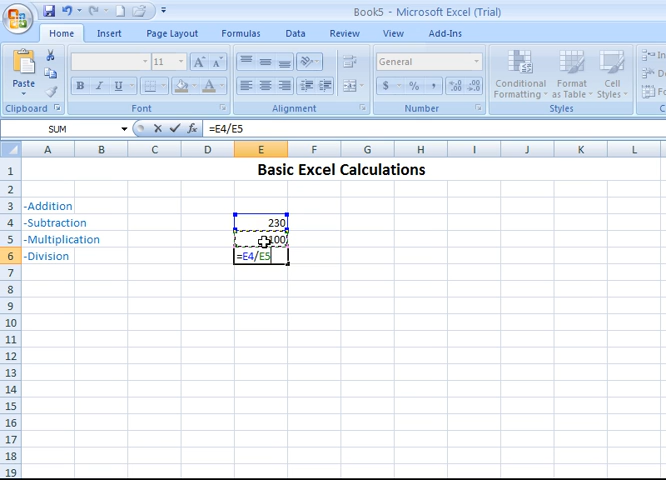 Book5 - Microsoft Excel (Trial)
Home Insert Page Layout Formulas Data Review View Add-Ins
Paste
11
General
B I U
$ % ,
Conditional Formatting
Format as Table
Cell Styles
Clipboard Font Alignment Number Styles
SUM fx =E4/E5
A B C D E F G H I J K L
1 Basic Excel Calculations
2
3 -Addition
4 -Subtraction 230
5 -Multiplication 100
6 -Division =E4/E5
7
8
9
10
11
12
13
14
15
16
17
18
19